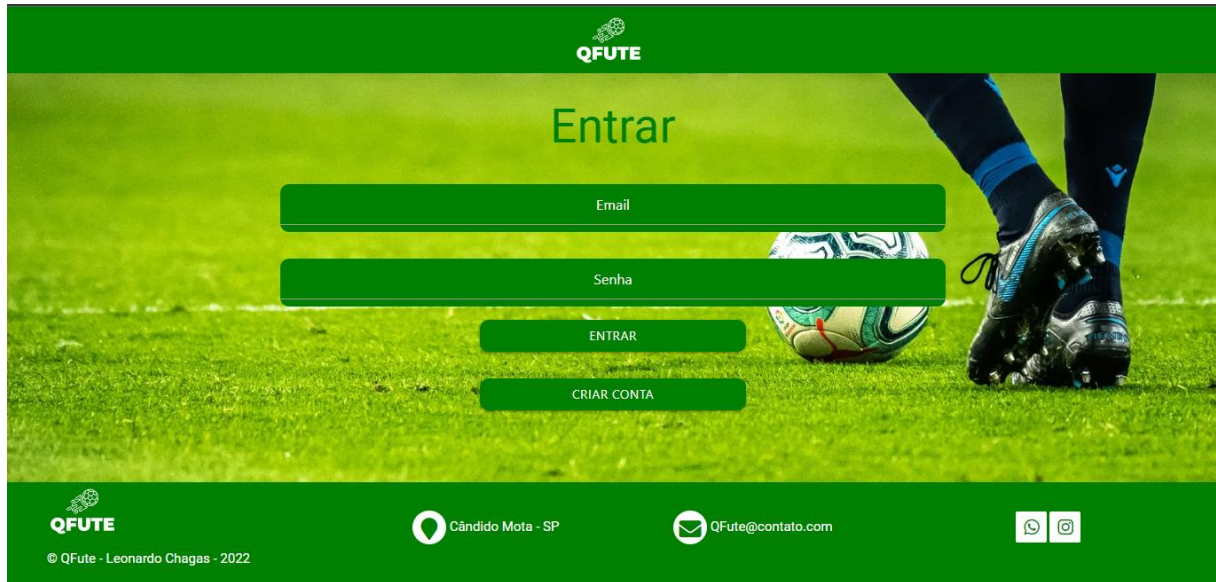 QFUTE
Entrar
Email
Senha
ENTRAR
CRIAR CONTA
QFUTE
Cândido Mota - SP
QFute@contato.com
© QFute - Leonardo Chagas - 2022